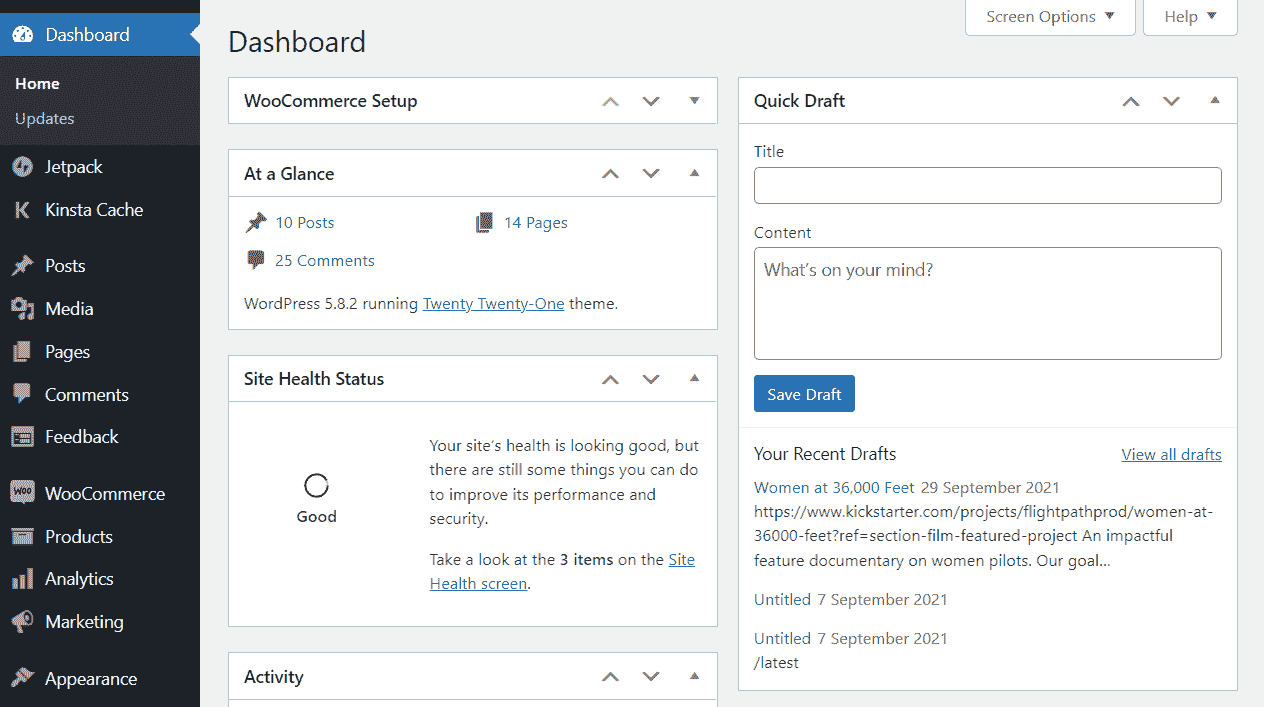 Dashboard
Home
Updates
Jetpack
Kinsta Cache
Posts
Media
Pages
Comments
Feedback
WooCommerce
Products
Analytics
Marketing
Appearance
Screen Options
Help
Dashboard
WooCommerce Setup
At a Glance
10 Posts
14 Pages
25 Comments
WordPress 5.8.2 running Twenty Twenty-One theme.
Site Health Status
Good
Your site's health is looking good, but
there are still some things you can do
to improve its performance and
security.
Take a look at the 3 items on the Site
Health screen.
Activity
Quick Draft
Title
Content
What's on your mind?
Save Draft
Your Recent Drafts
View all drafts
Women at 36,000 Feet 29 September 2021
https://www.kickstarter.com/projects/flightpathprod/women-at-
36000-feet?ref=section-film-featured-project An impactful
feature documentary on women pilots. Our goal…
Untitled 7 September 2021
Untitled 7 September 2021
/latest